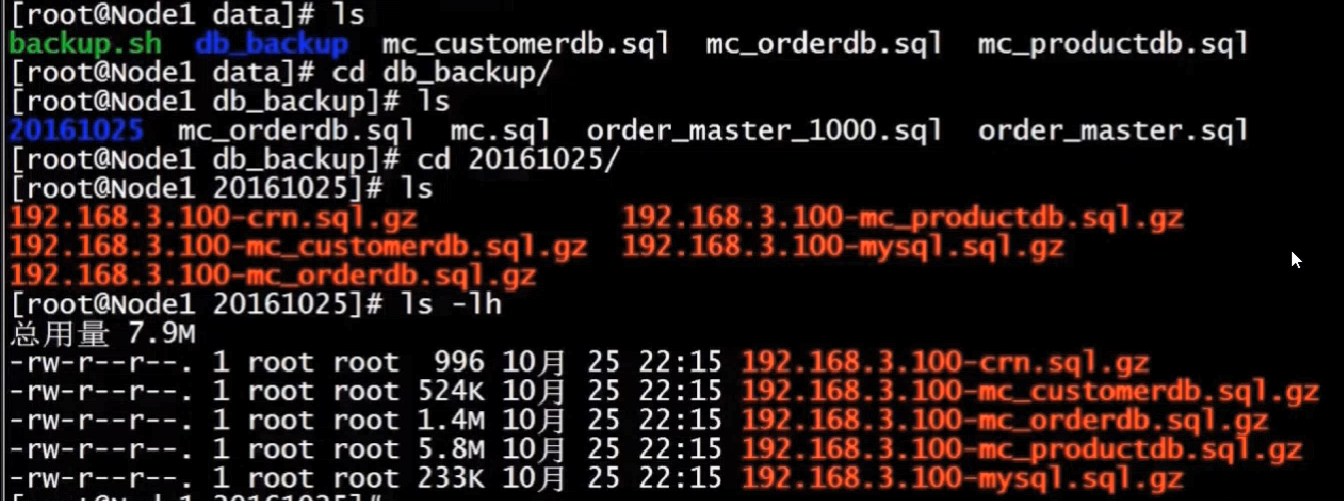 [root@Node1 data]# ls
backup.sh  db_backup  mc_customerdb.sql  mc_orderdb.sql  mc_productdb.sql
[root@Node1 data]# cd db_backup/
[root@Node1 db_backup]# ls
20161025  mc_orderdb.sql  mc.sql  order_master_1000.sql  order_master.sql
[root@Node1 db_backup]# cd 20161025/
[root@Node1 20161025]# ls
192.168.3.100-crn.sql.gz  192.168.3.100-mc_productdb.sql.gz
192.168.3.100-mc_customerdb.sql.gz  192.168.3.100-mysql.sql.gz
192.168.3.100-mc_orderdb.sql.gz
[root@Node1 20161025]# ls -lh
总用量 7.9M
-rw-r--r--. 1 root root  996 10月 25 22:15 192.168.3.100-crn.sql.gz
-rw-r--r--. 1 root root 524K 10月 25 22:15 192.168.3.100-mc_customerdb.sql.gz
-rw-r--r--. 1 root root 1.4M 10月 25 22:15 192.168.3.100-mc_orderdb.sql.gz
-rw-r--r--. 1 root root 5.8M 10月 25 22:15 192.168.3.100-mc_productdb.sql.gz
-rw-r--r--. 1 root root 233K 10月 25 22:15 192.168.3.100-mysql.sql.gz
[root@Node1 20161025]#